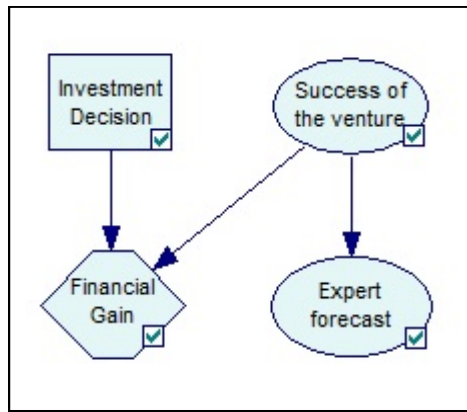 Investment
Decision
Success of
the venture
Financial
Gain
Expert
forecast